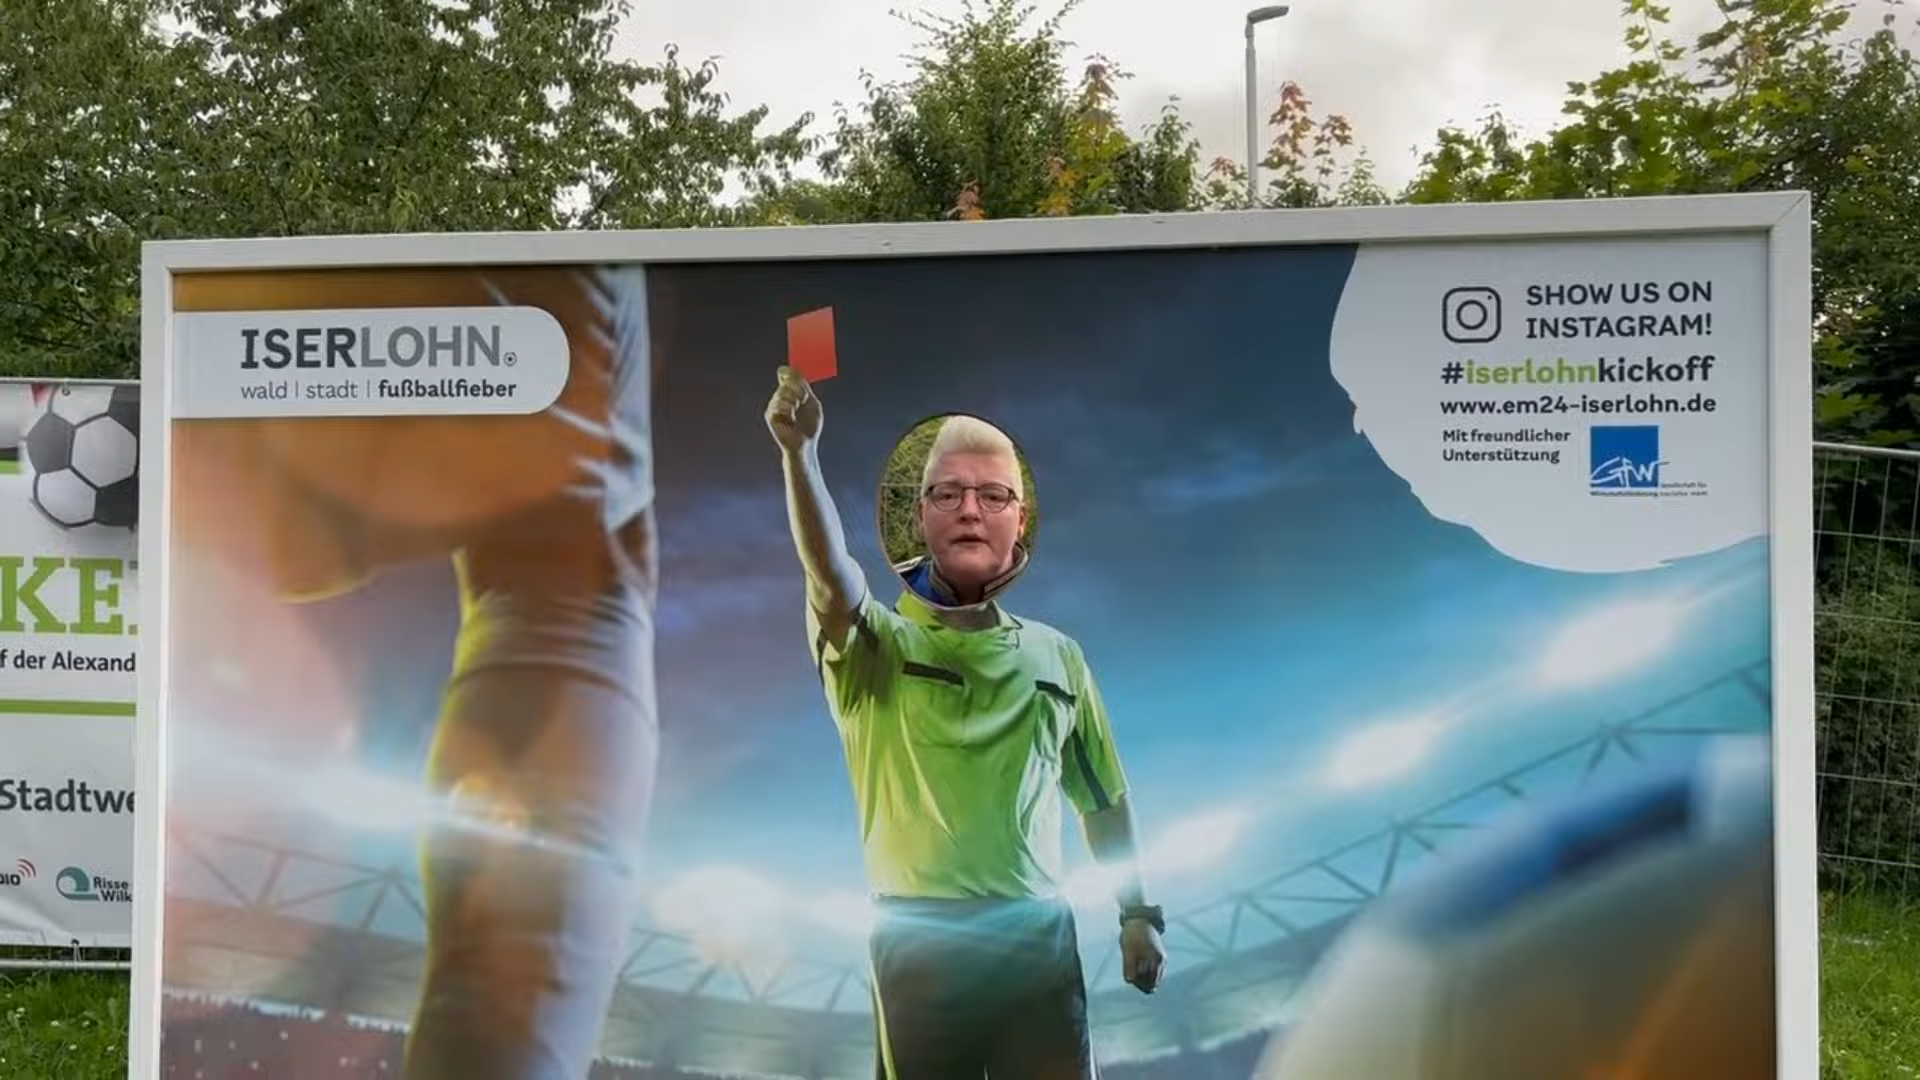 ISERLOHN
wald | stadt | fußballfieber
SHOW US ON
INSTAGRAM!
#iserlohnkickoff
www.em24-iserlohn.de
Mit freundlicher
Unterstützung
GfW
KE
f der Alexand
Stadtwe
DIO
Risse
Wilk